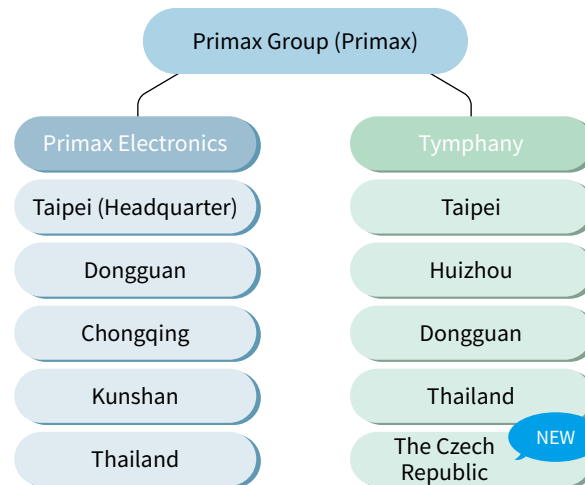 Primax Group (Primax)
Primax Electronics
Taipei (Headquarter)
Dongguan
Chongqing
Kunshan
Thailand
Tymphany
Taipei
Huizhou
Dongguan
Thailand
The Czech
Republic
NEW